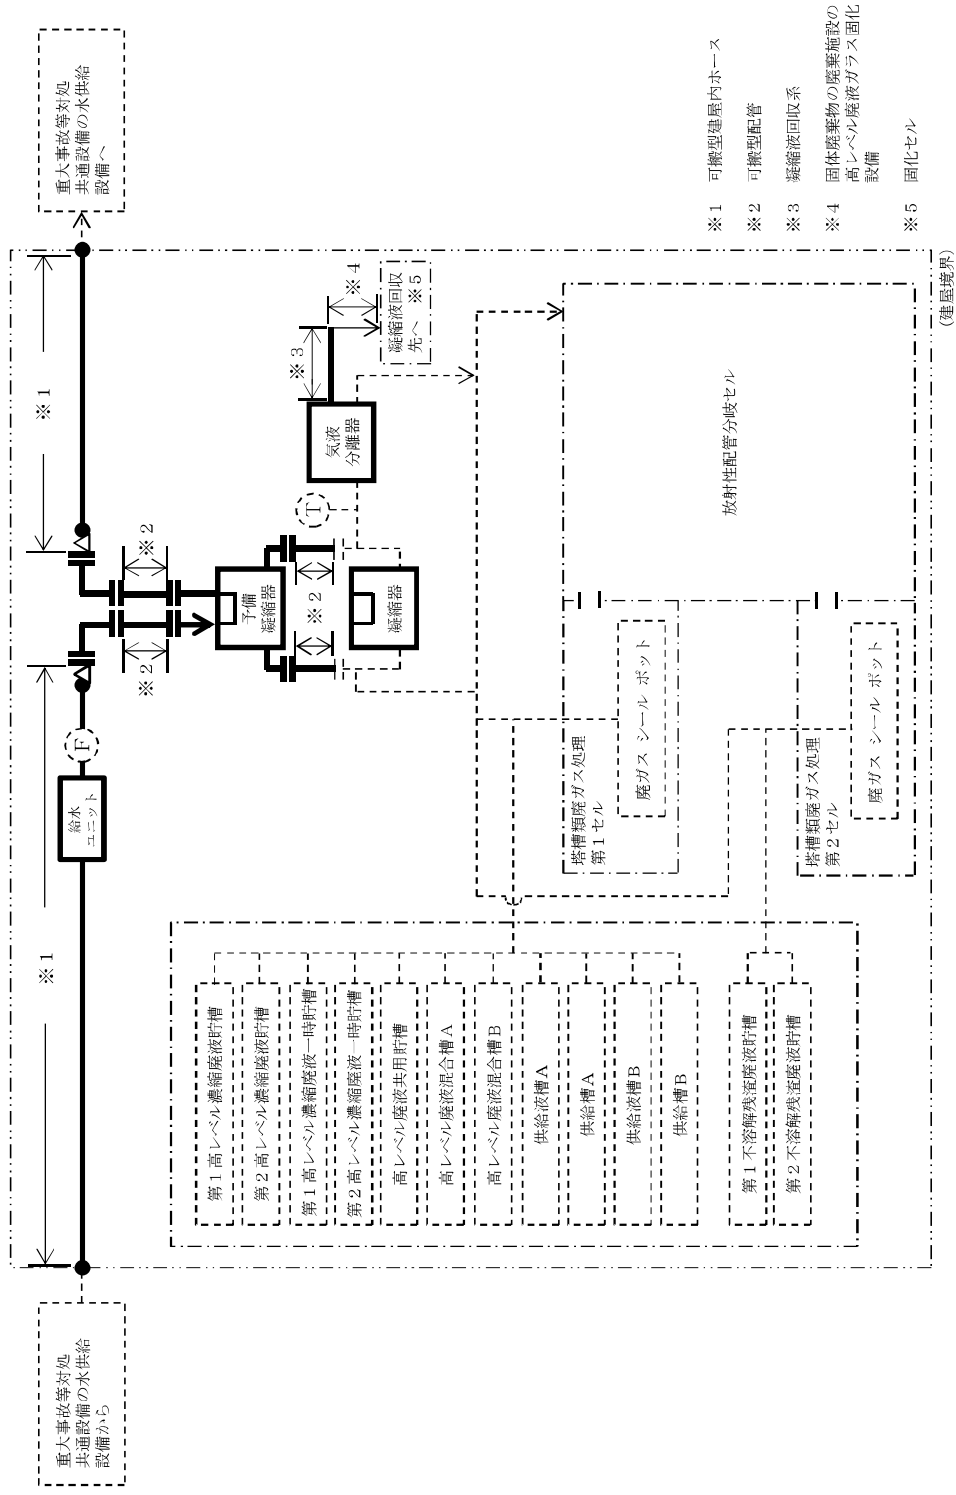 重大事故等対処
共通設備の水供給
設備から
※1
給水
ユニット
F
※2
※2
※1
重大事故等対処
共通設備の水供給
設備へ
予備
凝縮器
※2
凝縮器
T
気液
分離器
※3
※4
凝縮液回収
先へ ※5
第1高レベル濃縮廃液貯槽
第2高レベル濃縮廃液貯槽
第1高レベル濃縮廃液一時貯槽
第2高レベル濃縮廃液一時貯槽
高レベル廃液共用貯槽
高レベル廃液混合槽A
高レベル廃液混合槽B
供給液槽A
供給槽A
供給液槽B
供給槽B
第1不溶解残渣廃液貯槽
第2不溶解残渣廃液貯槽
塔槽類廃ガス処理
第1セル
廃ガス シール ポット
塔槽類廃ガス処理
第2セル
廃ガス シール ポット
放射性配管分岐セル
(建屋境界)
※1 可搬型建屋内ホース
※2 可搬型配管
※3 凝縮液回収系
※4 固体廃棄物の廃棄施設の
高レベル廃液ガラス固化
設備
※5 固化セル